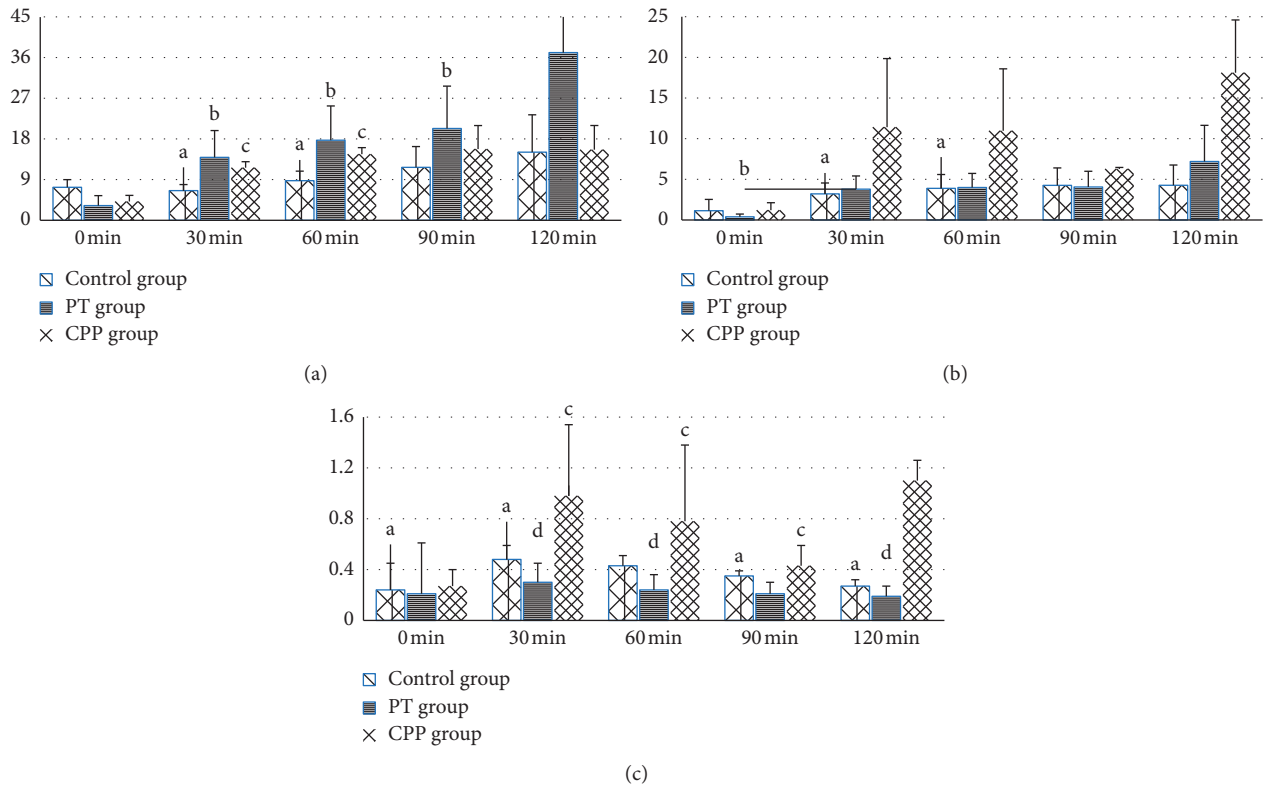 45
36
27
18
9
0
b
a
c
b
a
c
b
0 min
30 min
60 min
90 min
120 min
Control group
PT group
CPP group
(a)
25
20
15
10
5
0
b
a
a
0 min
30 min
60 min
90 min
120 min
Control group
PT group
CPP group
(b)
1.6
1.2
0.8
0.4
0
a
a
d
c
d
c
a
c
a
d
0 min
30 min
60 min
90 min
120 min
Control group
PT group
CPP group
(c)